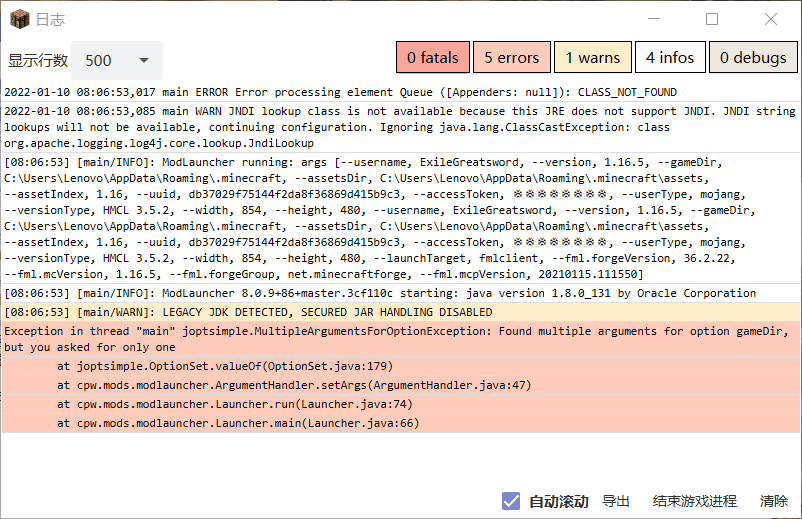 日志
显示行数 500 0 fatals 5 errors 1 warns 4 infos 0 debugs
2022-01-10 08:06:53,017 main ERROR Error processing element Queue ([Appenders: null]): CLASS_NOT_FOUND
2022-01-10 08:06:53,085 main WARN JNDI lookup class is not available because this JRE does not support JNDI. JNDI string
lookups will not be available, continuing configuration. Ignoring java.lang.ClassCastException: class
org.apache.logging.log4j.core.lookup.JndiLookup
[08:06:53] [main/INFO]: ModLauncher running: args [--username, ExileGreatsword, --version, 1.16.5, --gameDir,
C:\Users\Lenovo\AppData\Roaming\.minecraft, --assetsDir, C:\Users\Lenovo\AppData\Roaming\.minecraft\assets,
--assetIndex, 1.16, --uuid, db37029f75144f2da8f36869d415b9c3, --accessToken, ※※※※※※※※, --userType, mojang,
--versionType, HMCL 3.5.2, --width, 854, --height, 480, --username, ExileGreatsword, --version, 1.16.5, --gameDir,
C:\Users\Lenovo\AppData\Roaming\.minecraft, --assetsDir, C:\Users\Lenovo\AppData\Roaming\.minecraft\assets,
--assetIndex, 1.16, --uuid, db37029f75144f2da8f36869d415b9c3, --accessToken, ※※※※※※※※, --userType, mojang,
--versionType, HMCL 3.5.2, --width, 854, --height, 480, --launchTarget, fmlclient, --fml.forgeVersion, 36.2.22,
--fml.mcVersion, 1.16.5, --fml.forgeGroup, net.minecraftforge, --fml.mcpVersion, 20210115.111550]
[08:06:53] [main/INFO]: ModLauncher 8.0.9+86+master.3cf110c starting: java version 1.8.0_131 by Oracle Corporation
[08:06:53] [main/WARN]: LEGACY JDK DETECTED, SECURED JAR HANDLING DISABLED
Exception in thread "main" joptsimple.MultipleArgumentsForOptionException: Found multiple arguments for option gameDir,
but you asked for only one
at joptsimple.OptionSet.valueOf(OptionSet.java:179)
at cpw.mods.modlauncher.ArgumentHandler.setArgs(ArgumentHandler.java:47)
at cpw.mods.modlauncher.Launcher.run(Launcher.java:74)
at cpw.mods.modlauncher.Launcher.main(Launcher.java:66)
自动滚动 导出 结束游戏进程 清除